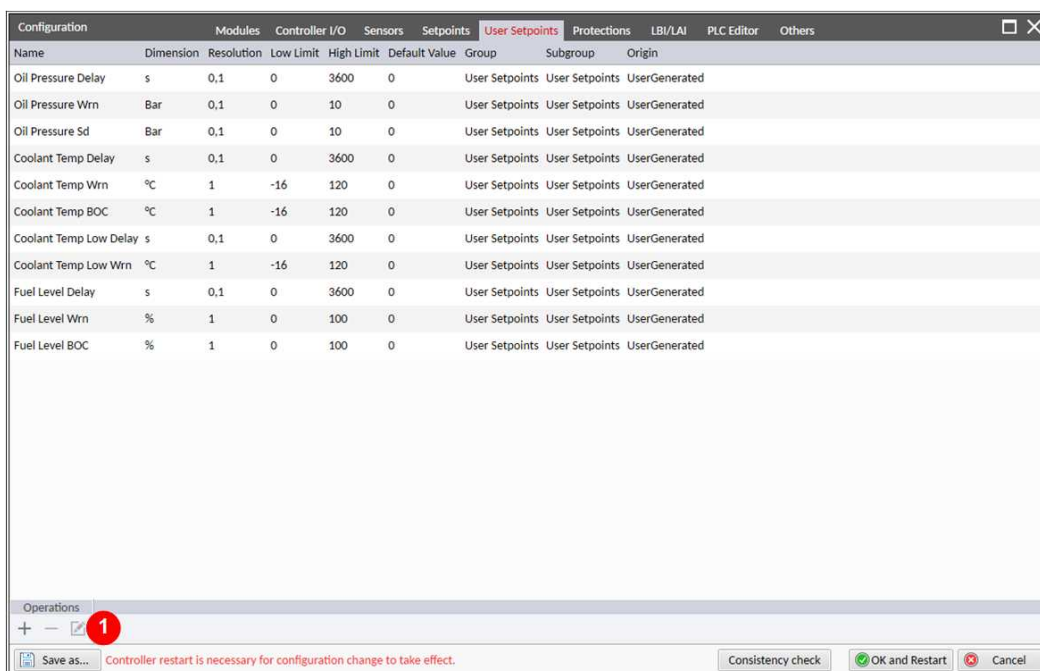 Configuration Modules Controller I/O Sensors Setpoints User Setpoints Protections LBI/LAI PLC Editor Others
Name Dimension Resolution Low Limit High Limit Default Value Group Subgroup Origin
Oil Pressure Delay s 0,1 0 3600 0 User Setpoints User Setpoints UserGenerated
Oil Pressure Wrn Bar 0,1 0 10 0 User Setpoints User Setpoints UserGenerated
Oil Pressure Sd Bar 0,1 0 10 0 User Setpoints User Setpoints UserGenerated
Coolant Temp Delay s 0,1 0 3600 0 User Setpoints User Setpoints UserGenerated
Coolant Temp Wrn °C 1 -16 120 0 User Setpoints User Setpoints UserGenerated
Coolant Temp BOC °C 1 -16 120 0 User Setpoints User Setpoints UserGenerated
Coolant Temp Low Delay s 0,1 0 3600 0 User Setpoints User Setpoints UserGenerated
Coolant Temp Low Wrn °C 1 -16 120 0 User Setpoints User Setpoints UserGenerated
Fuel Level Delay s 0,1 0 3600 0 User Setpoints User Setpoints UserGenerated
Fuel Level Wrn % 1 0 100 0 User Setpoints User Setpoints UserGenerated
Fuel Level BOC % 1 0 100 0 User Setpoints User Setpoints UserGenerated
Operations
1
Save as... Controller restart is necessary for configuration change to take effect. Consistency check OK and Restart Cancel